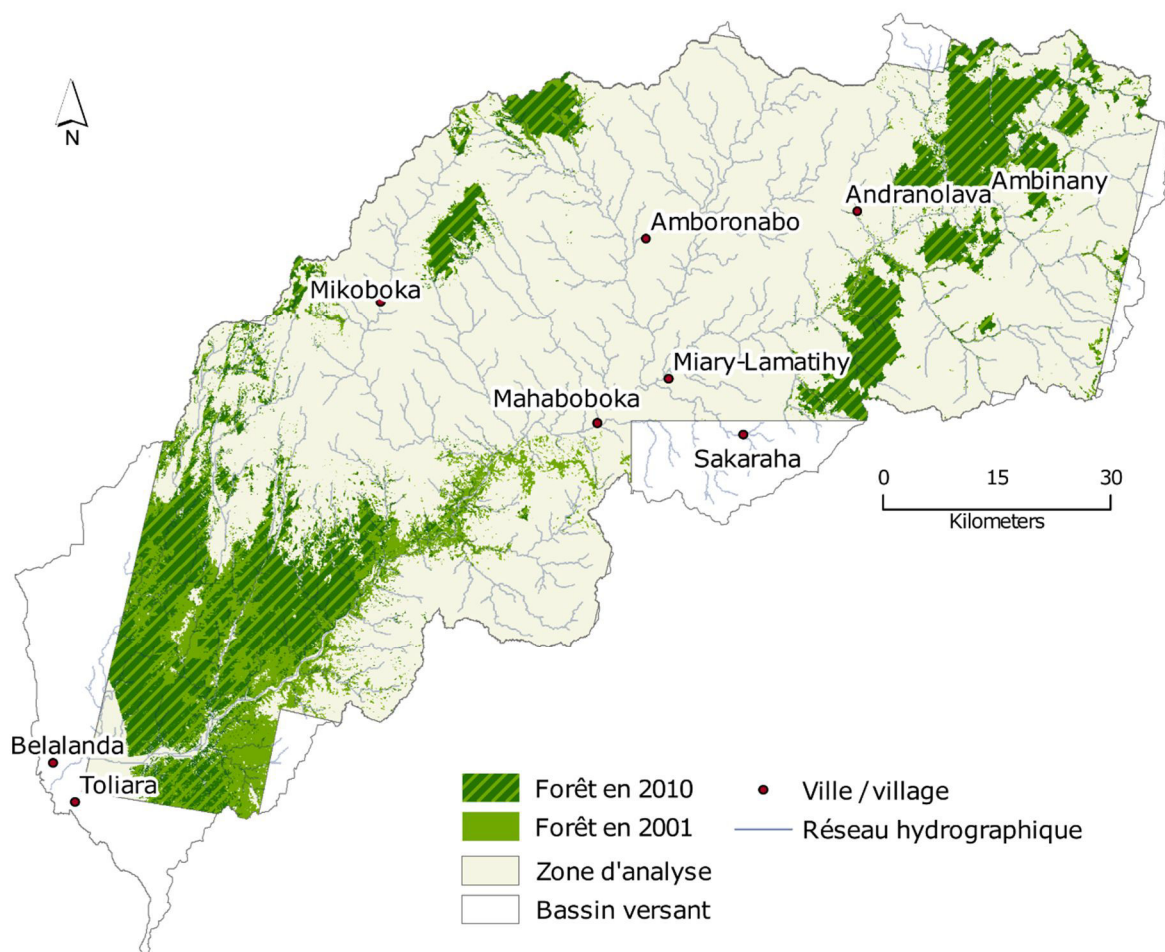 N
Andranolava
Ambinany
Amboronabo
Mikoboka
Miary-Lamatihy
Mahaboboka
Sakaraha
0 15 30
Kilometers
Belalanda
Toliara
Forêt en 2010
Forêt en 2001
Zone d'analyse
Bassin versant
Ville / village
Réseau hydrographique